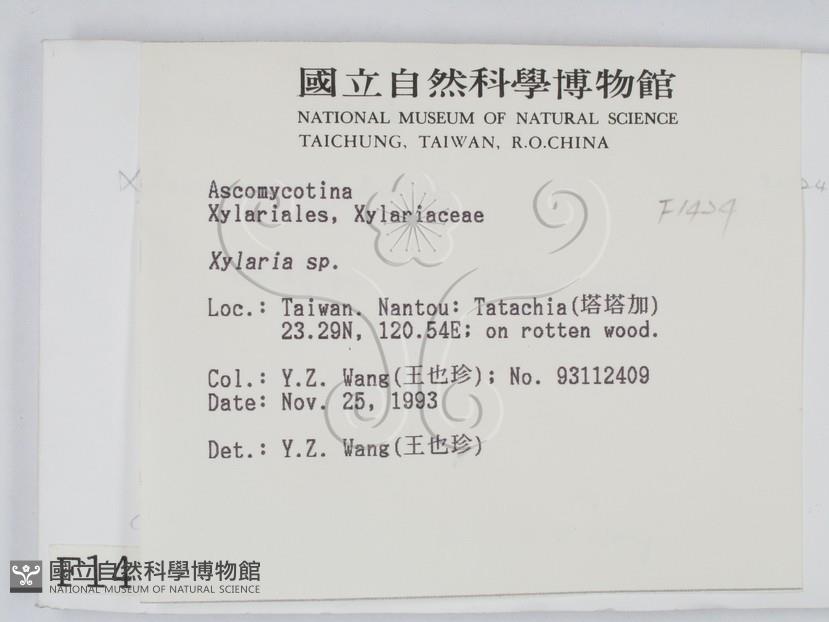 國立自然科學博物館
NATIONAL MUSEUM OF NATURAL SCIENCE
TAICHUNG, TAIWAN, R.O.CHINA
Ascomycotina
Xylariales, Xylariaceae
F1424
Xylaria sp.
Loc.: Taiwan. Nantou: Tatachia(塔塔加)
23.29N, 120.54E; on rotten wood.
Col.: Y.Z. Wang(王也珍); No. 93112409
Date: Nov. 25, 1993
Det.: Y.Z. Wang(王也珍)
F14
國立自然科學博物館
NATIONAL MUSEUM OF NATURAL SCIENCE